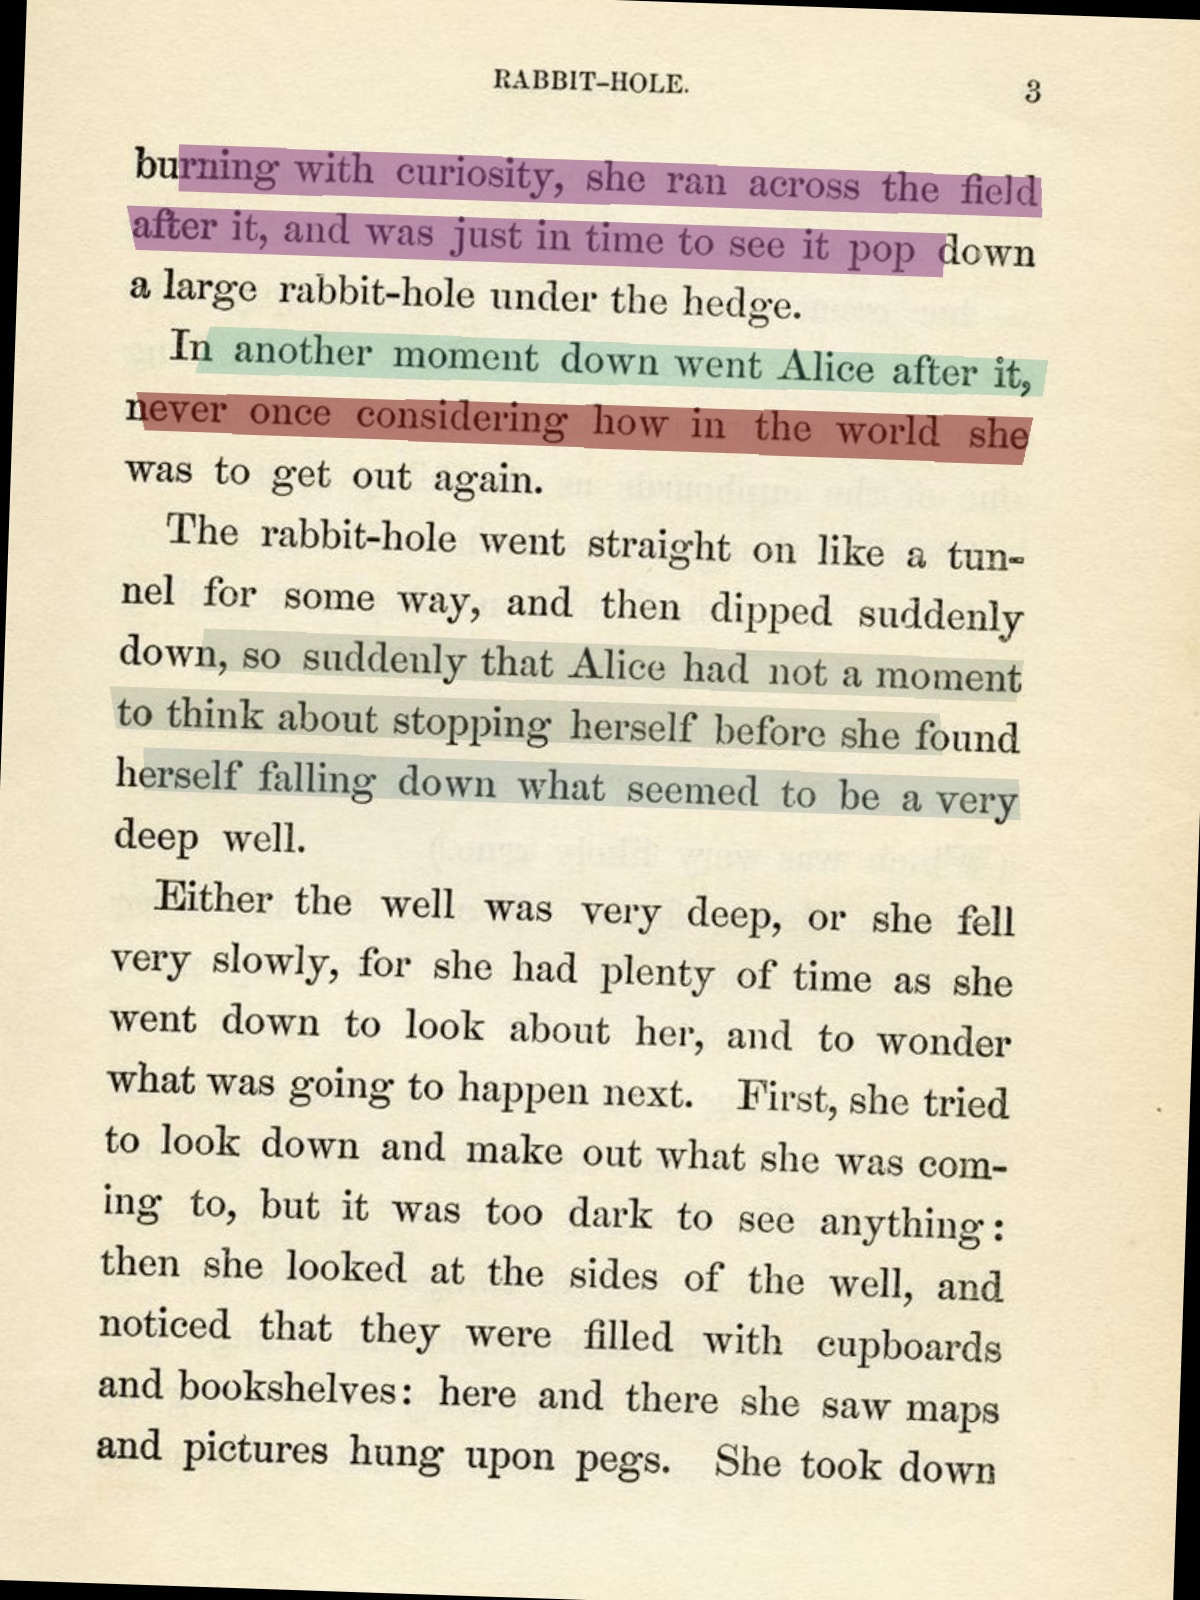 RABBIT-HOLE. 3
burning with curiosity, she ran across the field
after it, and was just in time to see it pop down
a large rabbit-hole under the hedge.
In another moment down went Alice after it,
never once considering how in the world she
was to get out again.
The rabbit-hole went straight on like a tun-
nel for some way, and then dipped suddenly
down, so suddenly that Alice had not a moment
to think about stopping herself before she found
herself falling down what seemed to be a very
deep well.
Either the well was very deep, or she fell
very slowly, for she had plenty of time as she
went down to look about her, and to wonder
what was going to happen next. First, she tried
to look down and make out what she was com-
ing to, but it was too dark to see anything:
then she looked at the sides of the well, and
noticed that they were filled with cupboards
and bookshelves: here and there she saw maps
and pictures hung upon pegs. She took down